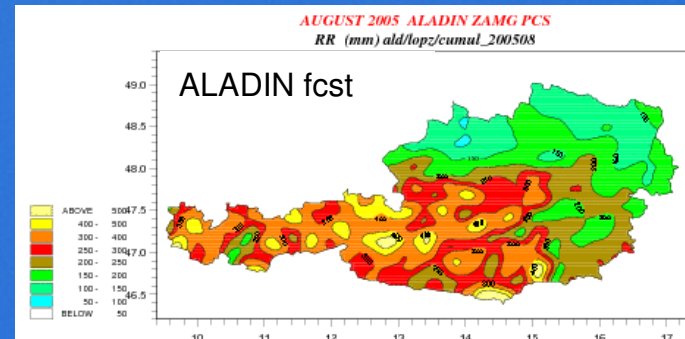 AUGUST 2005 ALADIN ZAMG PCS
RR (mm) ald/lopz/cumul_200508
ALADIN fcst
49.0
48.5
48.0
47.5
47.0
46.5
ABOVE 500
400 - 500
300 - 400
250 - 300
200 - 250
150 - 200
100 - 150
50 - 100
BELOW 50
10 11 12 13 14 15 16 17